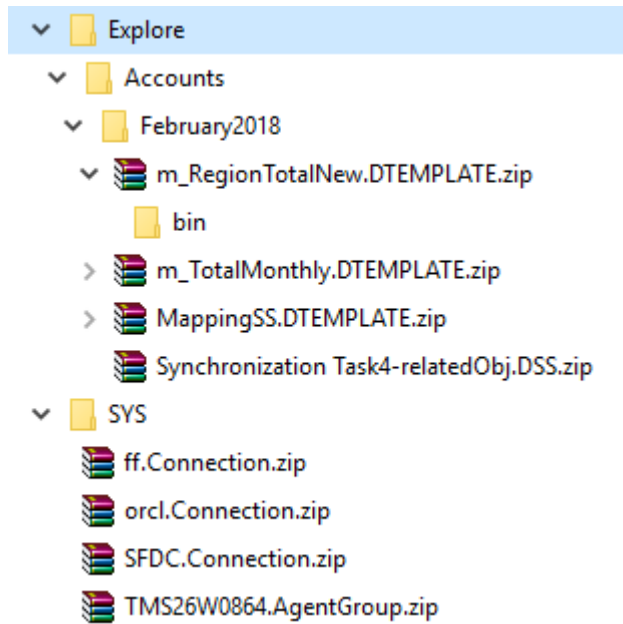 Explore
Accounts
February2018
m_RegionTotalNew.DTEMPLATE.zip
bin
m_TotalMonthly.DTEMPLATE.zip
MappingSS.DTEMPLATE.zip
Synchronization Task4-relatedObj.DSS.zip
SYS
ff.Connection.zip
orcl.Connection.zip
SFDC.Connection.zip
TMS26W0864.AgentGroup.zip